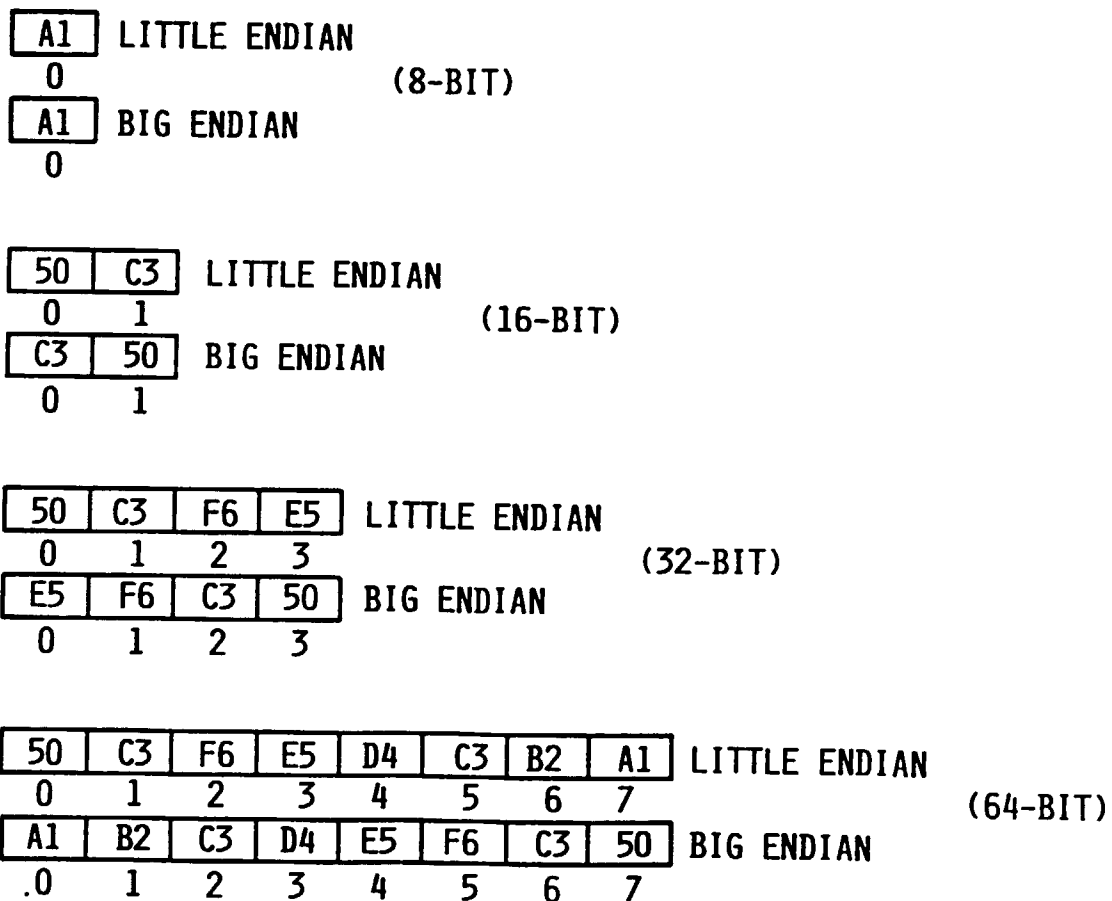 A1 LITTLE ENDIAN
0
(8-BIT)
A1 BIG ENDIAN
0
50 C3 LITTLE ENDIAN
0 1
(16-BIT)
C3 50 BIG ENDIAN
0 1
50 C3 F6 E5 LITTLE ENDIAN
0 1 2 3
(32-BIT)
E5 F6 C3 50 BIG ENDIAN
0 1 2 3
50 C3 F6 E5 D4 C3 B2 A1 LITTLE ENDIAN
0 1 2 3 4 5 6 7
(64-BIT)
A1 B2 C3 D4 E5 F6 C3 50 BIG ENDIAN
.0 1 2 3 4 5 6 7